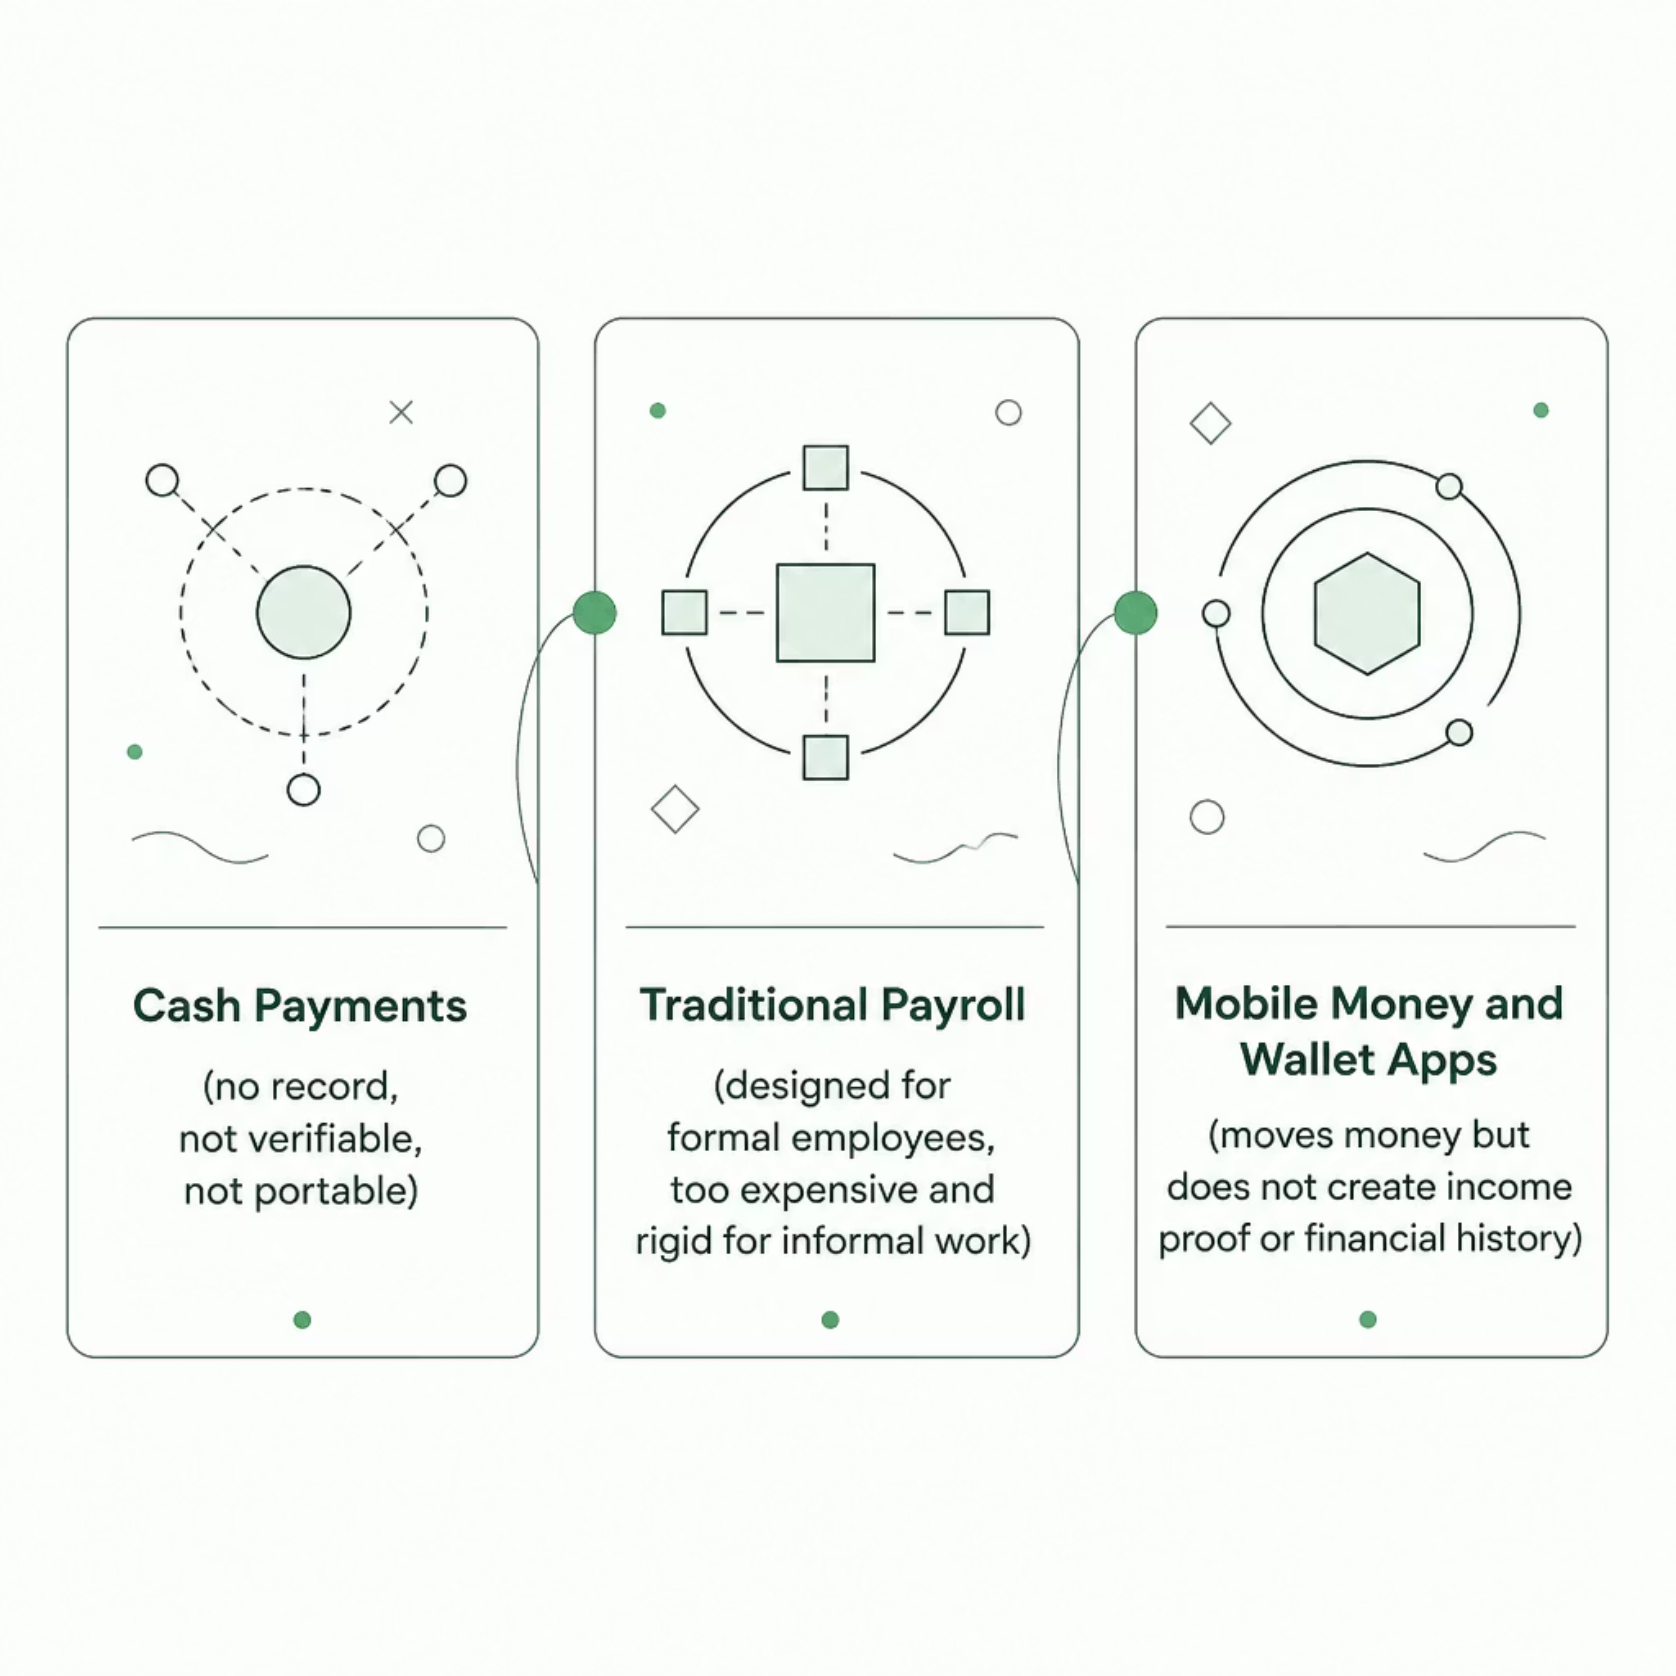 Cash Payments
(no record,
not verifiable,
not portable)
Traditional Payroll
(designed for
formal employees,
too expensive and
rigid for informal work)
Mobile Money and
Wallet Apps
(moves money but
does not create income
proof or financial history)